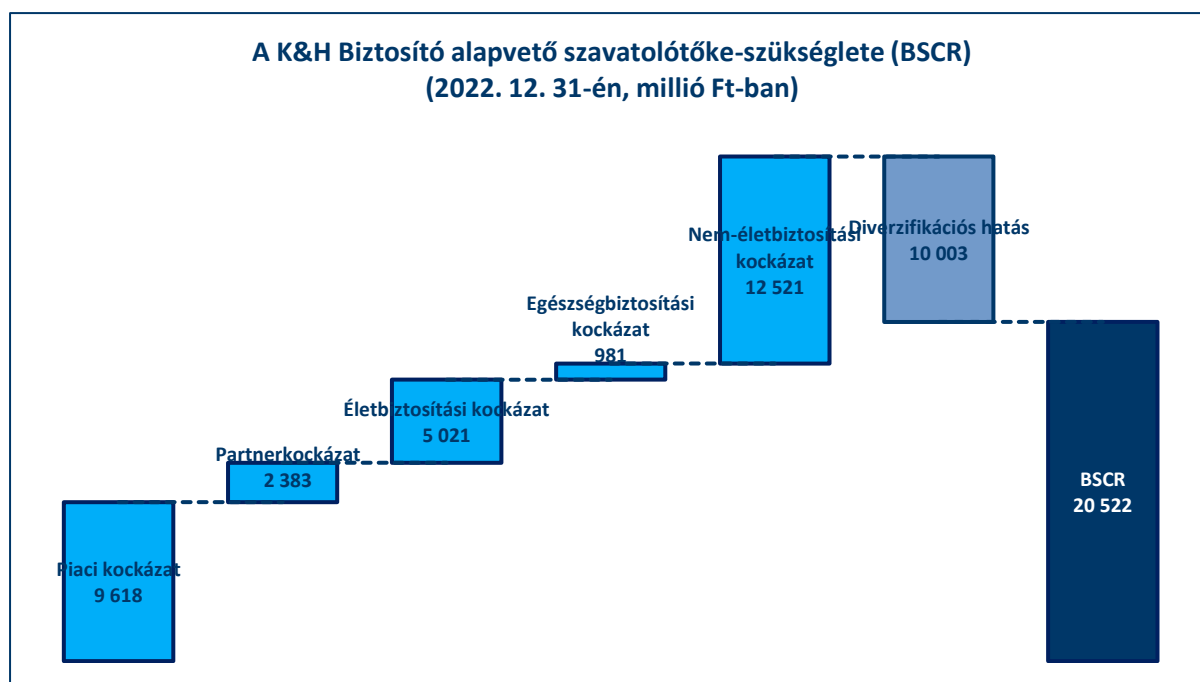 A K&H Biztosító alapvető szavatolótőke-szükséglete (BSCR)
(2022. 12. 31-én, millió Ft-ban)
Piaci kockázat
9 618
Partnerkockázat
2 383
Életbiztosítási kockázat
5 021
Egészségbiztosítási
kockázat
981
Nem-életbiztosítási
kockázat
12 521
Diverzifikációs hatás
10 003
BSCR
20 522